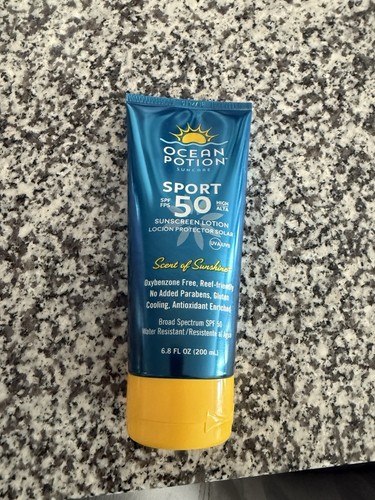 OCEAN
POTION
SUNCARE
SPORT
SPF
FPS
50
HIGH
ALTA
SUNSCREEN LOTION
LOCIÓN PROTECTOR SOLAR
UVA/UVB
Scent of Sunshine
Oxybenzone Free, Reef-friendly
No Added Parabens, Gluten
Cooling, Antioxidant Enriched
Broad Spectrum SPF 50
Water Resistant/Resistente al Agua
6.8 FL OZ (200 mL)